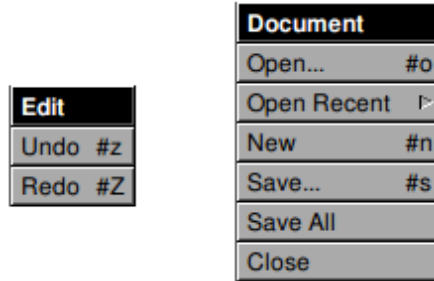 Edit
Undo #z
Redo #Z
Document
Open... #o
Open Recent
New #n
Save... #s
Save All
Close